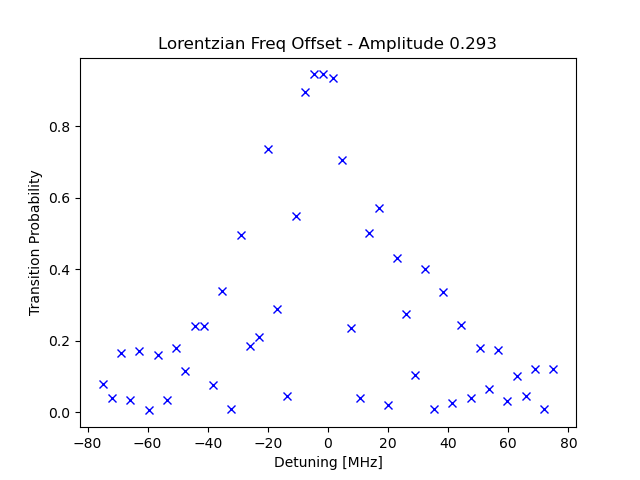 Lorentzian Freq Offset - Amplitude 0.293
Transition Probability
0.8
0.6
0.4
0.2
0.0
−80 −60 −40 −20 0 20 40 60 80
Detuning [MHz]